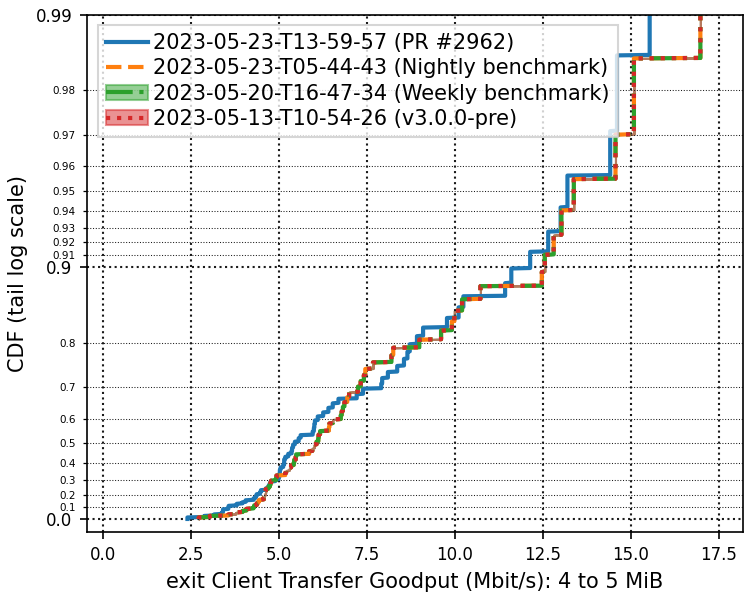 0.99
2023-05-23-T13-59-57 (PR #2962)
2023-05-23-T05-44-43 (Nightly benchmark)
2023-05-20-T16-47-34 (Weekly benchmark)
2023-05-13-T10-54-26 (v3.0.0-pre)
0.98
0.97
0.96
0.95
0.94
0.93
0.92
0.91
0.9
0.8
0.7
0.6
0.5
0.4
0.3
0.2
0.1
0.0
CDF (tail log scale)
0.0 2.5 5.0 7.5 10.0 12.5 15.0 17.5
exit Client Transfer Goodput (Mbit/s): 4 to 5 MiB